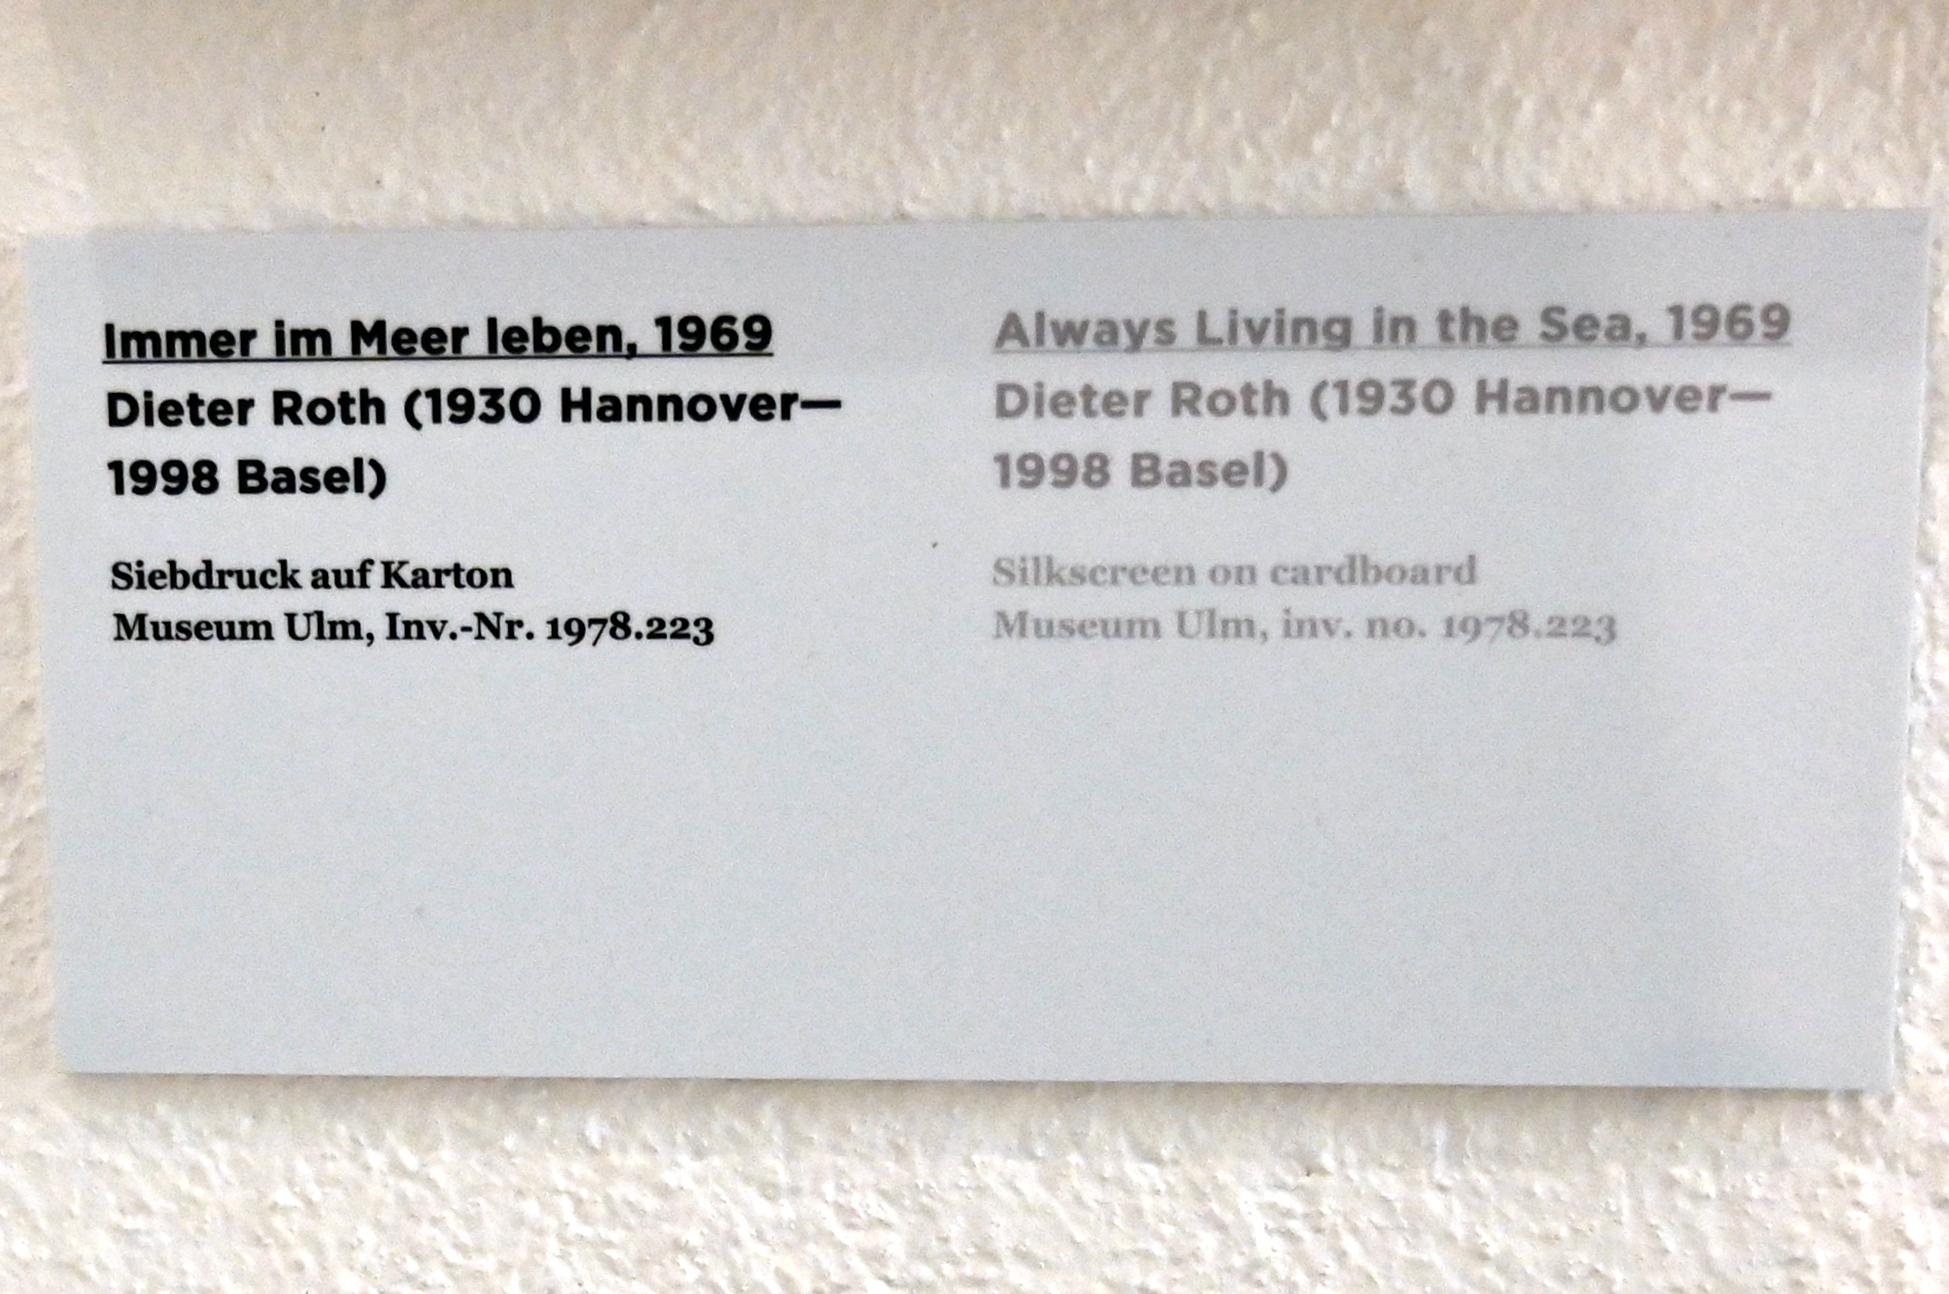 Immer im Meer leben, 1969
Dieter Roth (1930 Hannover—
1998 Basel)
Siebdruck auf Karton
Museum Ulm, Inv.-Nr. 1978.223
Always Living in the Sea, 1969
Dieter Roth (1930 Hannover—
1998 Basel)
Silkscreen on cardboard
Museum Ulm, inv. no. 1978.223